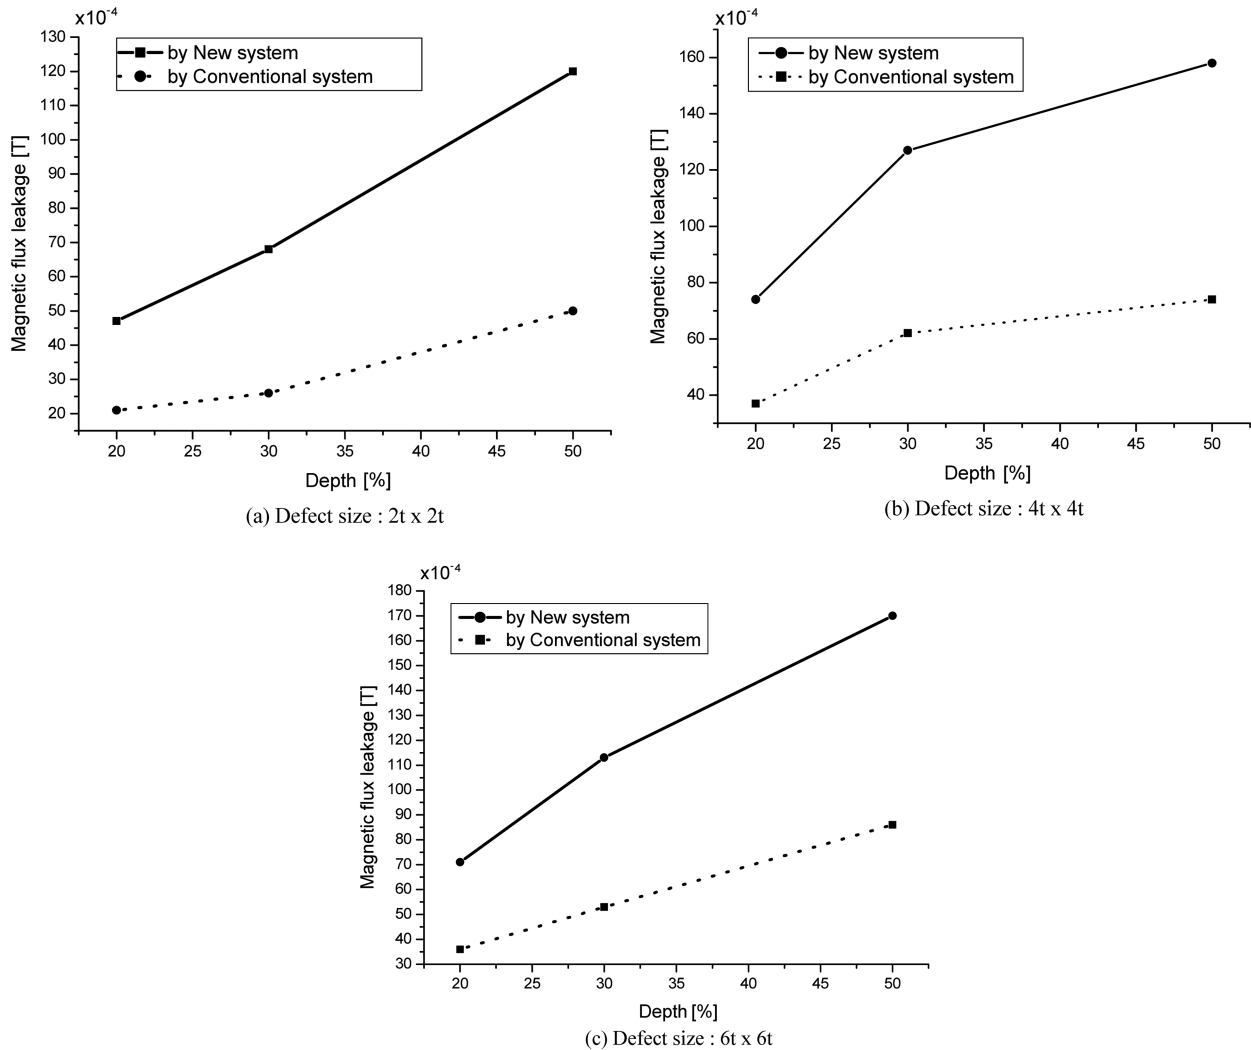 x10-4
130
120
110
100
90
80
70
60
50
40
30
20
Magnetic flux leakage [T]
by New system
by Conventional system
20 25 30 35 40 45 50
Depth [%]
(a) Defect size : 2t x 2t
x10-4
160
140
120
100
80
60
40
Magnetic flux leakage [T]
by New system
by Conventional system
20 25 30 35 40 45 50
Depth [%]
(b) Defect size : 4t x 4t
x10-4
180
170
160
150
140
130
120
110
100
90
80
70
60
50
40
30
Magnetic flux leakage [T]
by New system
by Conventional system
20 25 30 35 40 45 50
Depth [%]
(c) Defect size : 6t x 6t